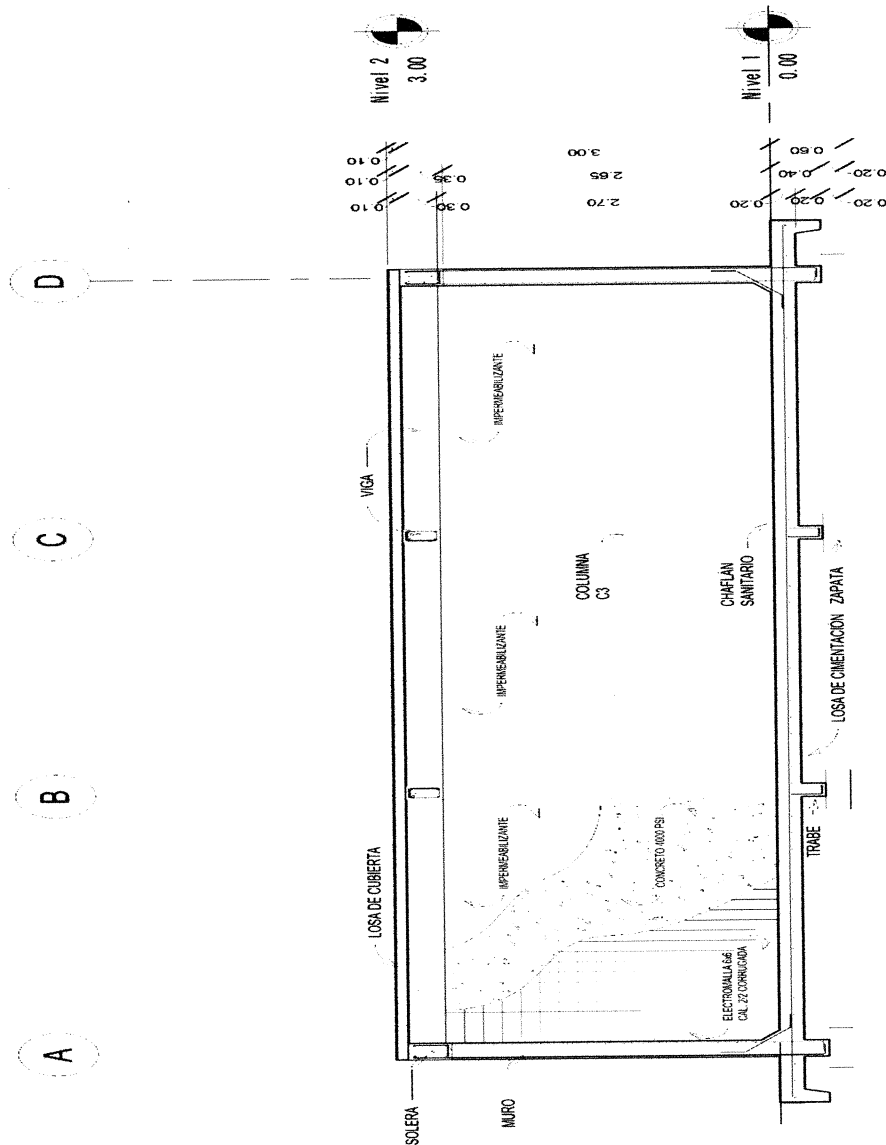 A
B
C
D
Nivel 2
3.00
Nivel 1
0.00
0.10
0.10
0.10
0.35
0.30
3.00
2.65
2.70
0.60
0.40
0.20
0.20
0.20
0.20
SOLERA
MURO
LOSA DE CUBIERTA
VIGA
IMPERMEABILIZANTE
IMPERMEABILIZANTE
IMPERMEABILIZANTE
COLUMNA
C3
CONCRETO 4000 PSI
ELECTROMALLA 6x6
CAL. 2/2 CORRUGADA
CHAFLAN
SANITARIO
TRABE
LOSA DE CIMENTACION
ZAPATA